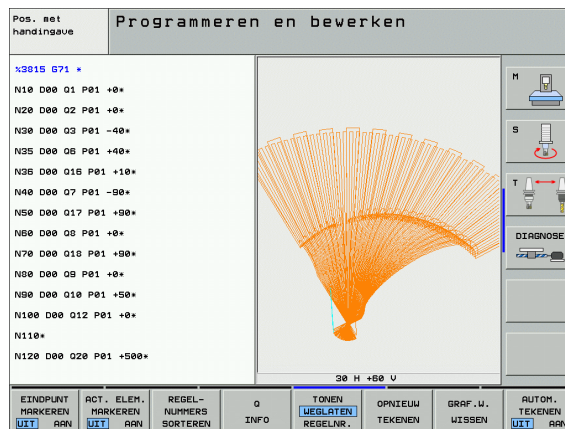 Pos. met
handingave
Programmeren en bewerken
%3815 G71 *
N10 D00 Q1 P01 +0*
N20 D00 Q2 P01 +0*
N30 D00 Q3 P01 -40*
N35 D00 Q6 P01 +40*
N36 D00 Q16 P01 +10*
N40 D00 Q7 P01 -90*
N50 D00 Q17 P01 +90*
N60 D00 Q8 P01 +0*
N70 D00 Q18 P01 +90*
N80 D00 Q9 P01 +0*
N90 D00 Q10 P01 +50*
N100 D00 Q12 P01 +0*
N110*
N120 D00 Q20 P01 +500*
30 H +60 V
M
S
T
DIAGNOSE
EINDPUNT
MARKEREN
UIT AAN
ACT. ELEM.
MARKEREN
UIT AAN
REGEL-
NUMMERS
SORTEREN
Q
INFO
TONEN
WEGLATEN
REGELNR.
OPNIEUW
TEKENEN
GRAF.W.
WISSEN
AUTOM.
TEKENEN
UIT AAN